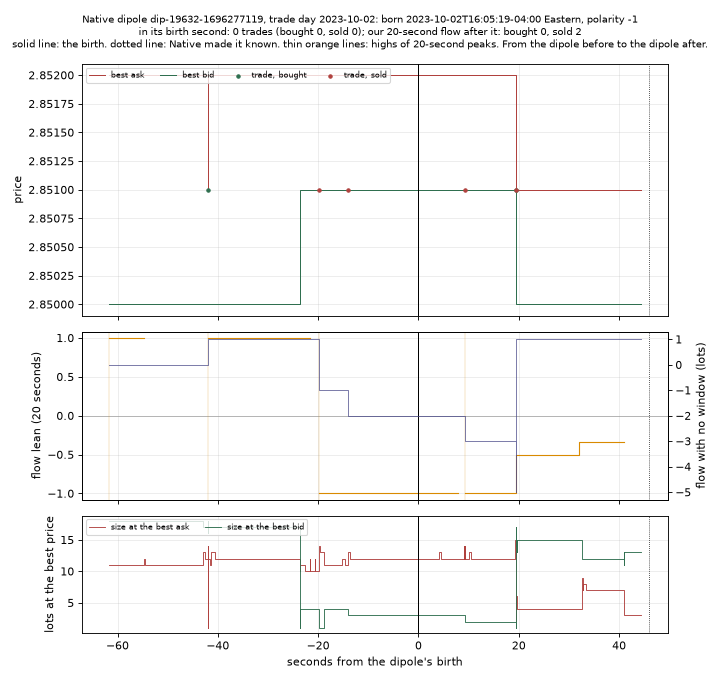 Native dipole dip-19632-1696277119, trade day 2023-10-02: born 2023-10-02T16:05:19-04:00 Eastern, polarity -1
in its birth second: 0 trades (bought 0, sold 0); our 20-second flow after it: bought 0, sold 2
solid line: the birth. dotted line: Native made it known. thin orange lines: highs of 20-second peaks. From the dipole before to the dipole after.
best ask best bid trade, bought trade, sold
2.85200
2.85175
2.85150
2.85125
2.85100
2.85075
2.85050
2.85025
2.85000
price
1.0
0.5
0.0
−0.5
−1.0
flow lean (20 seconds)
1
0
−1
−2
−3
−4
−5
flow with no window (lots)
size at the best ask size at the best bid
15
10
5
lots at the best price
−60 −40 −20 0 20 40
seconds from the dipole's birth